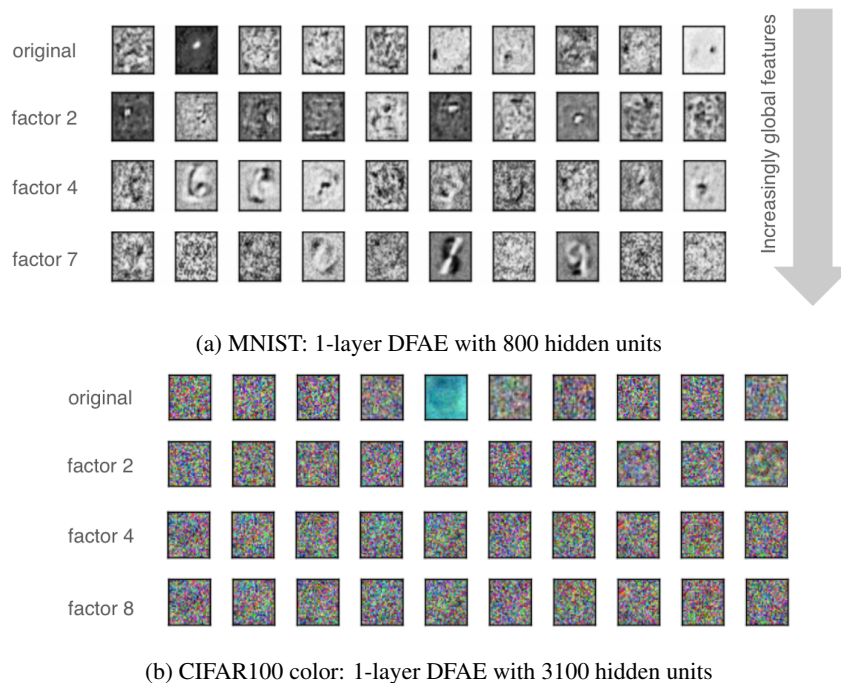 original
factor 2
factor 4
factor 7
Increasingly global features
(a) MNIST: 1-layer DFAE with 800 hidden units
original
factor 2
factor 4
factor 8
(b) CIFAR100 color: 1-layer DFAE with 3100 hidden units